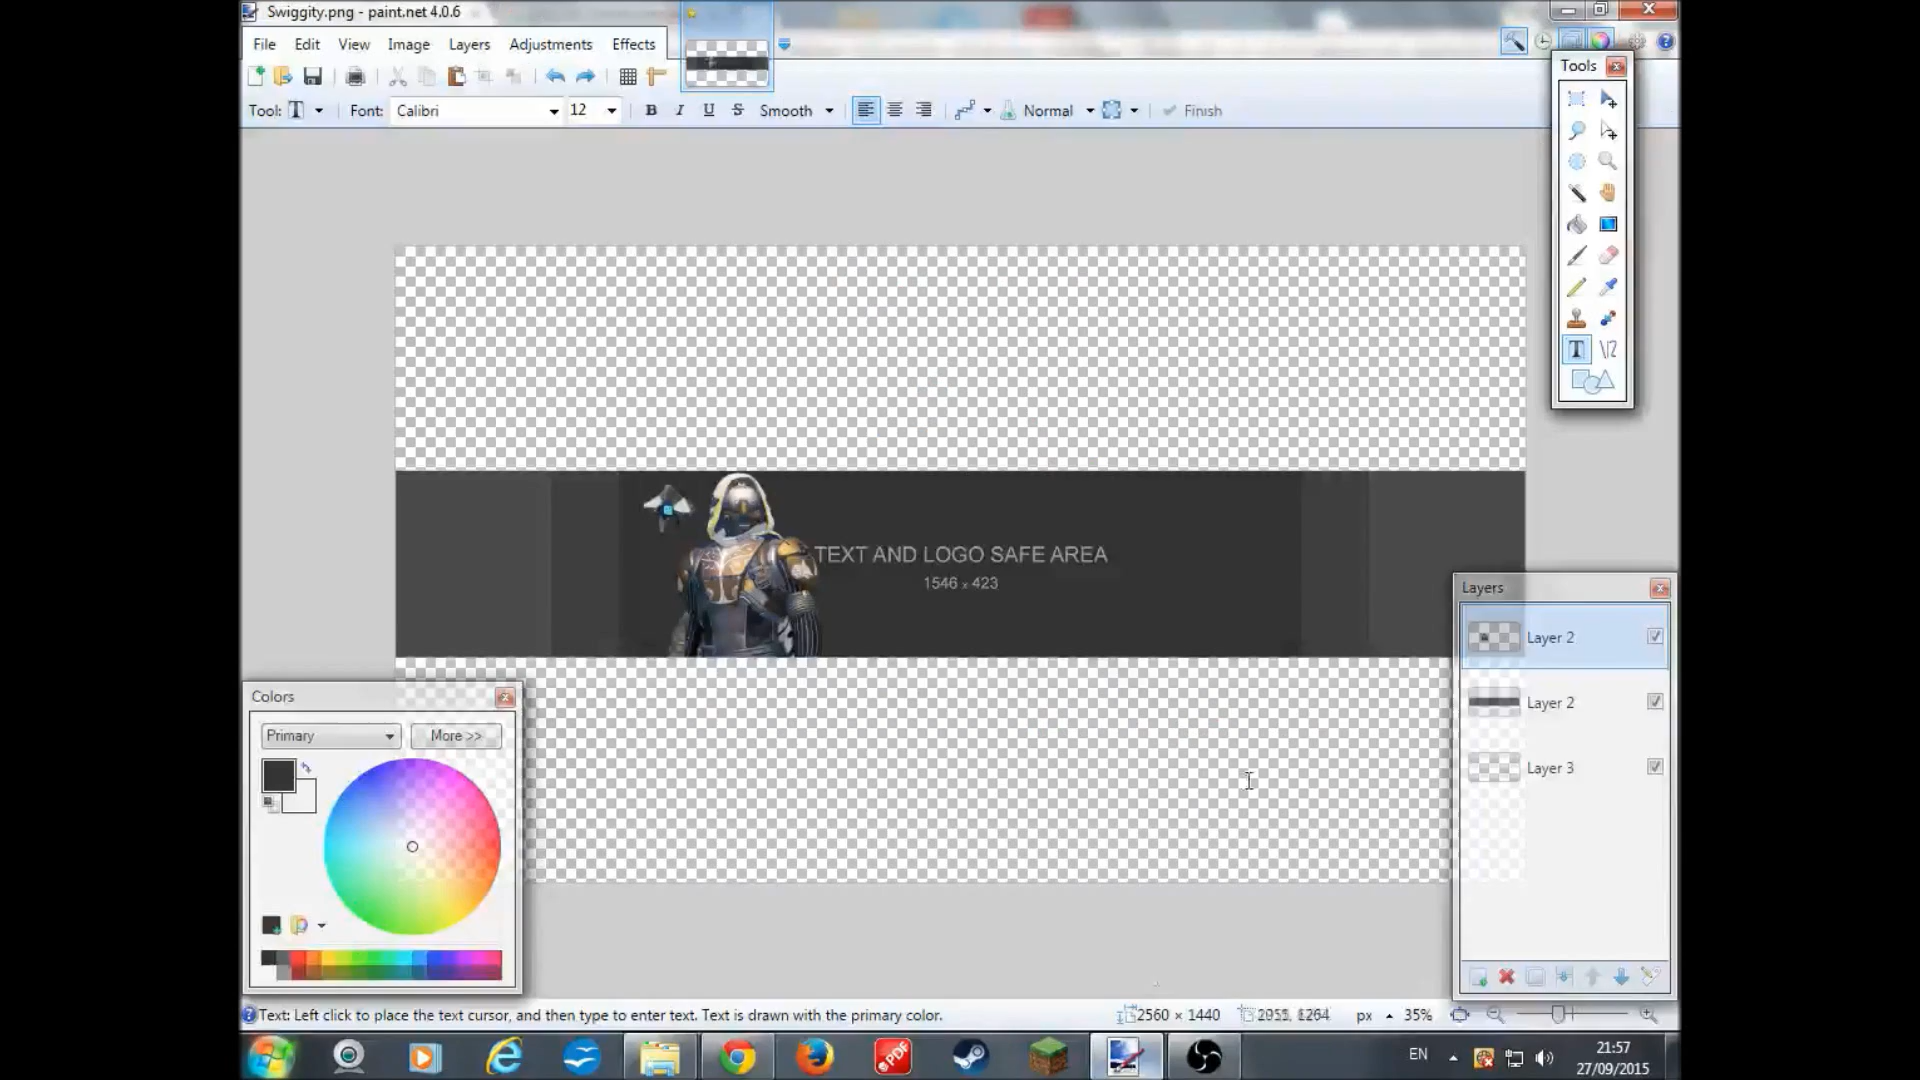 Swiggity.png - paint.net 4.0.6
File Edit View Image Layers Adjustments Effects
Tool: T Font: Calibri 12 B I U S Smooth Normal Finish
Tools
TEXT AND LOGO SAFE AREA
1546 x 423
Layers
Layer 2
Layer 2
Layer 3
Colors
Primary More >>
Text: Left click to place the text cursor, and then type to enter text. Text is drawn with the primary color.
2560 × 1440
px
35%
PDF
EN
21:57
27/09/2015